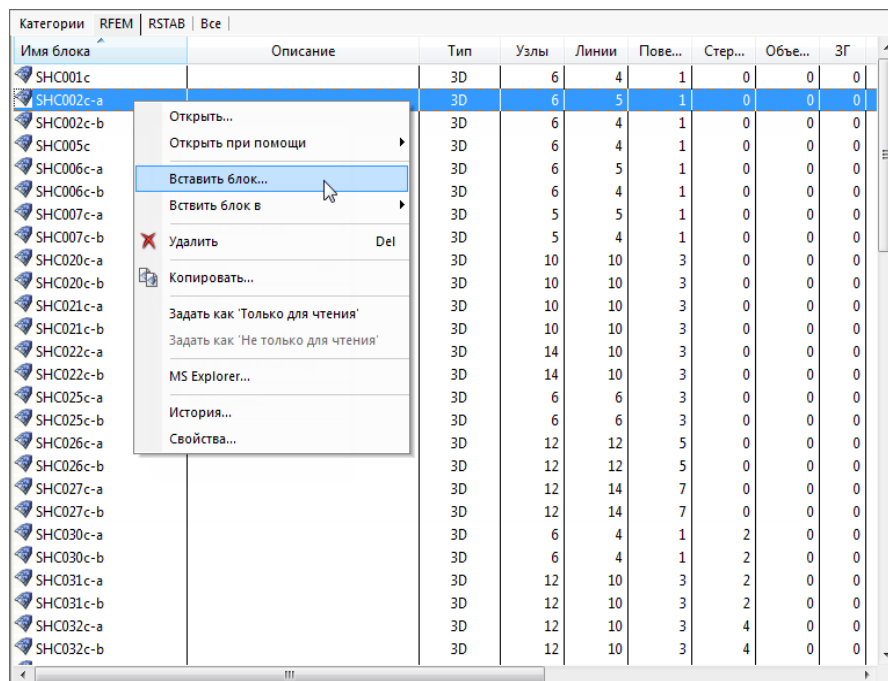 Категории RFEM RSTAB Все
Имя блока Описание Тип Узлы Линии Пове... Стер... Объе... ЗГ
SHC001c 3D 6 4 1 0 0 0
SHC002c-a 3D 6 5 1 0 0 0
SHC002c-b 3D 6 4 1 0 0 0
SHC005c 3D 6 4 1 0 0 0
SHC006c-a 3D 6 5 1 0 0 0
SHC006c-b 3D 6 4 1 0 0 0
SHC007c-a 3D 5 5 1 0 0 0
SHC007c-b 3D 5 4 1 0 0 0
SHC020c-a 3D 10 10 3 0 0 0
SHC020c-b 3D 10 10 3 0 0 0
SHC021c-a 3D 10 10 3 0 0 0
SHC021c-b 3D 10 10 3 0 0 0
SHC022c-a 3D 14 10 3 0 0 0
SHC022c-b 3D 14 10 3 0 0 0
SHC025c-a 3D 6 6 3 0 0 0
SHC025c-b 3D 6 6 3 0 0 0
SHC026c-a 3D 12 12 5 0 0 0
SHC026c-b 3D 12 12 5 0 0 0
SHC027c-a 3D 12 14 7 0 0 0
SHC027c-b 3D 12 14 7 0 0 0
SHC030c-a 3D 6 4 1 2 0 0
SHC030c-b 3D 6 4 1 2 0 0
SHC031c-a 3D 12 10 3 2 0 0
SHC031c-b 3D 12 10 3 2 0 0
SHC032c-a 3D 12 10 3 4 0 0
SHC032c-b 3D 12 10 3 4 0 0
Открыть...
Открыть при помощи
Вставить блок...
Вствить блок в
Удалить Del
Копировать...
Задать как 'Только для чтения'
Задать как 'Не только для чтения'
MS Explorer...
История...
Свойства...